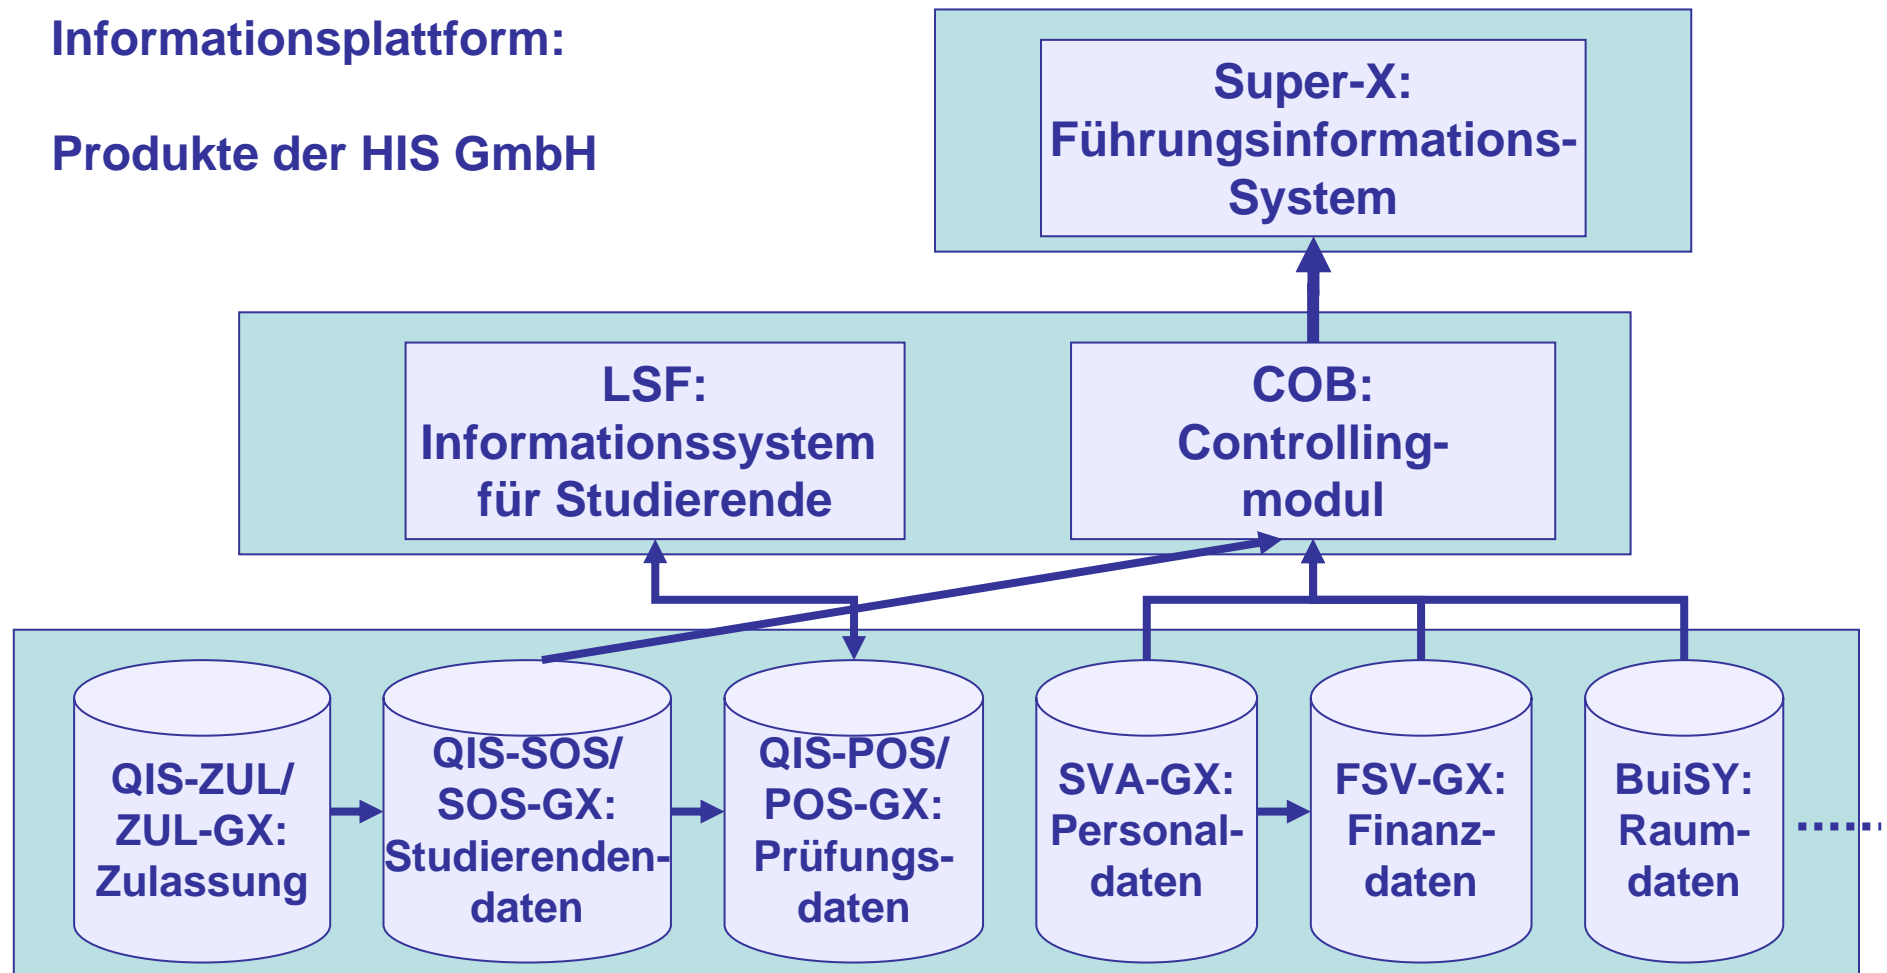 Informationsplattform:
Produkte der HIS GmbH
Super-X:
Führungsinformations-
System
LSF:
Informationssystem
für Studierende
COB:
Controlling-
modul
QIS-ZUL/
ZUL-GX:
Zulassung
QIS-SOS/
SOS-GX:
Studierenden-
daten
QIS-POS/
POS-GX:
Prüfungs-
daten
SVA-GX:
Personal-
daten
FSV-GX:
Finanz-
daten
BuiSY:
Raum-
daten